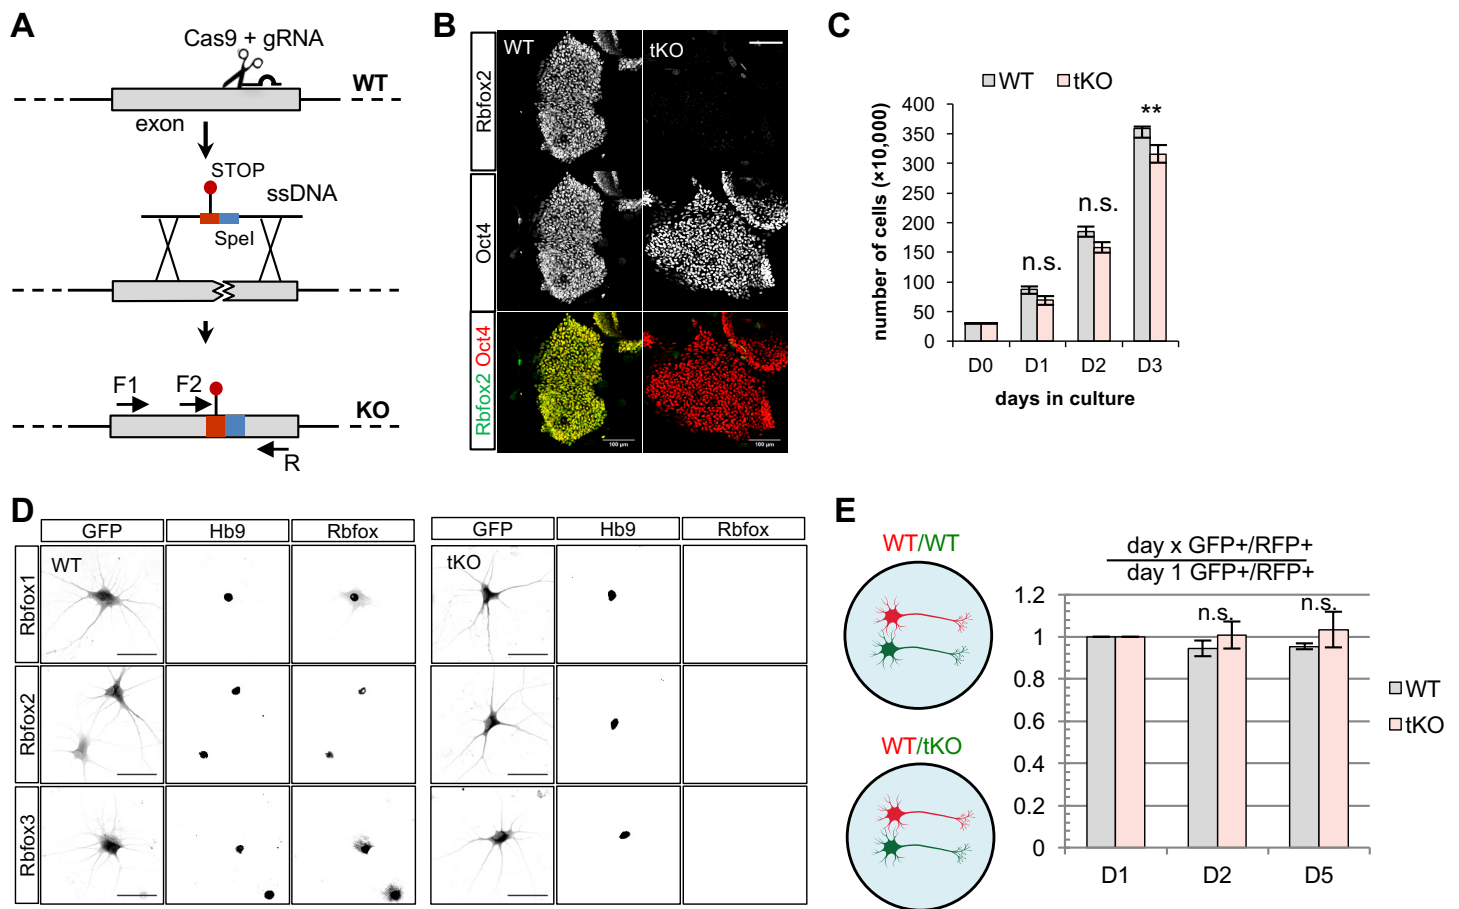 A
Cas9 + gRNA
WT
exon
STOP
ssDNA
SpeI
F1
F2
KO
R
B
WT
tKO
Rbfox2
Oct4
Rbfox2 Oct4
100 µm
100 µm
C
WT
tKO
number of cells (×10,000)
400
350
300
250
200
150
100
50
0
n.s.
n.s.
**
D0
D1
D2
D3
days in culture
D
GFP
Hb9
Rbfox
GFP
Hb9
Rbfox
WT
tKO
Rbfox1
Rbfox2
Rbfox3
E
WT/WT
WT/tKO
day x GFP+/RFP+
day 1 GFP+/RFP+
1.2
1
0.8
0.6
0.4
0.2
0
n.s.
n.s.
D1
D2
D5
WT
tKO